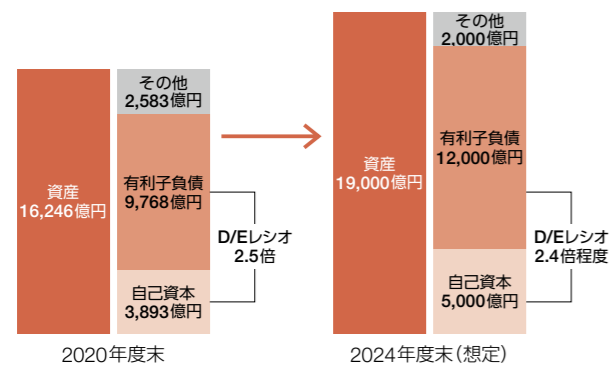 資産
16,246億円
その他
2,583億円
有利子負債
9,768億円
自己資本
3,893億円
D/Eレシオ
2.5倍
2020年度末
資産
19,000億円
その他
2,000億円
有利子負債
12,000億円
自己資本
5,000億円
D/Eレシオ
2.4倍程度
2024年度末(想定)